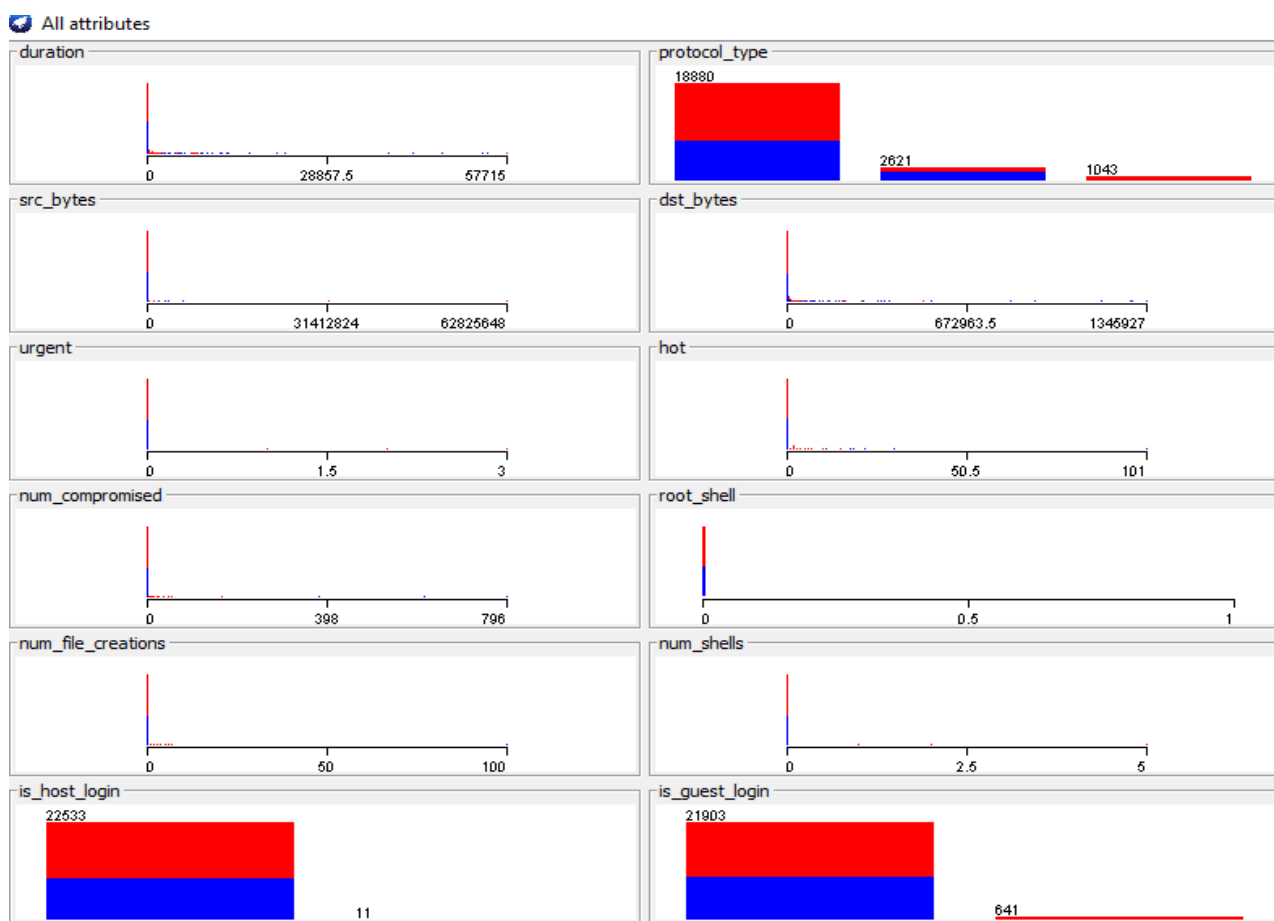 All attributes
duration
protocol_type
18880
2621
1043
0 28857.5 57715
src_bytes
dst_bytes
0 31412824 62825648
0 672963.5 1345927
urgent
hot
0 1.5 3
0 50.5 101
num_compromised
root_shell
0 398 796
0 0.5 1
num_file_creations
num_shells
0 50 100
0 2.5 5
is_host_login
is_guest_login
22533
11
21903
641